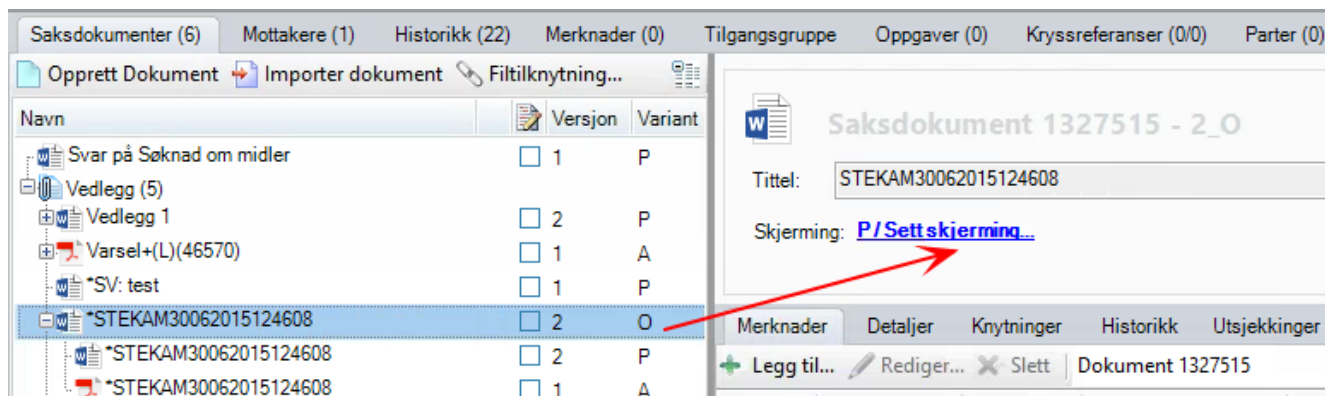 Saksdokumenter (6) Mottakere (1) Historikk (22) Merknader (0) Tilgangsgruppe Oppgaver (0) Kryssreferanser (0/0) Parter (0)
Opprett Dokument Importer dokument Filtilknytning...
Navn Versjon Variant
Svar på Søknad om midler 1 P
Vedlegg (5)
Vedlegg 1 2 P
Varsel+(L)(46570) 1 A
*SV: test 1 P
*STEKAM30062015124608 2 O
*STEKAM30062015124608 2 P
*STEKAM30062015124608 1 A
Saksdokument 1327515 - 2_O
Tittel: STEKAM30062015124608
Skjerming: P / Sett skjerming...
Merknader Detaljer Knytninger Historikk Utsjekkinger
Legg til... Rediger... Slett Dokument 1327515